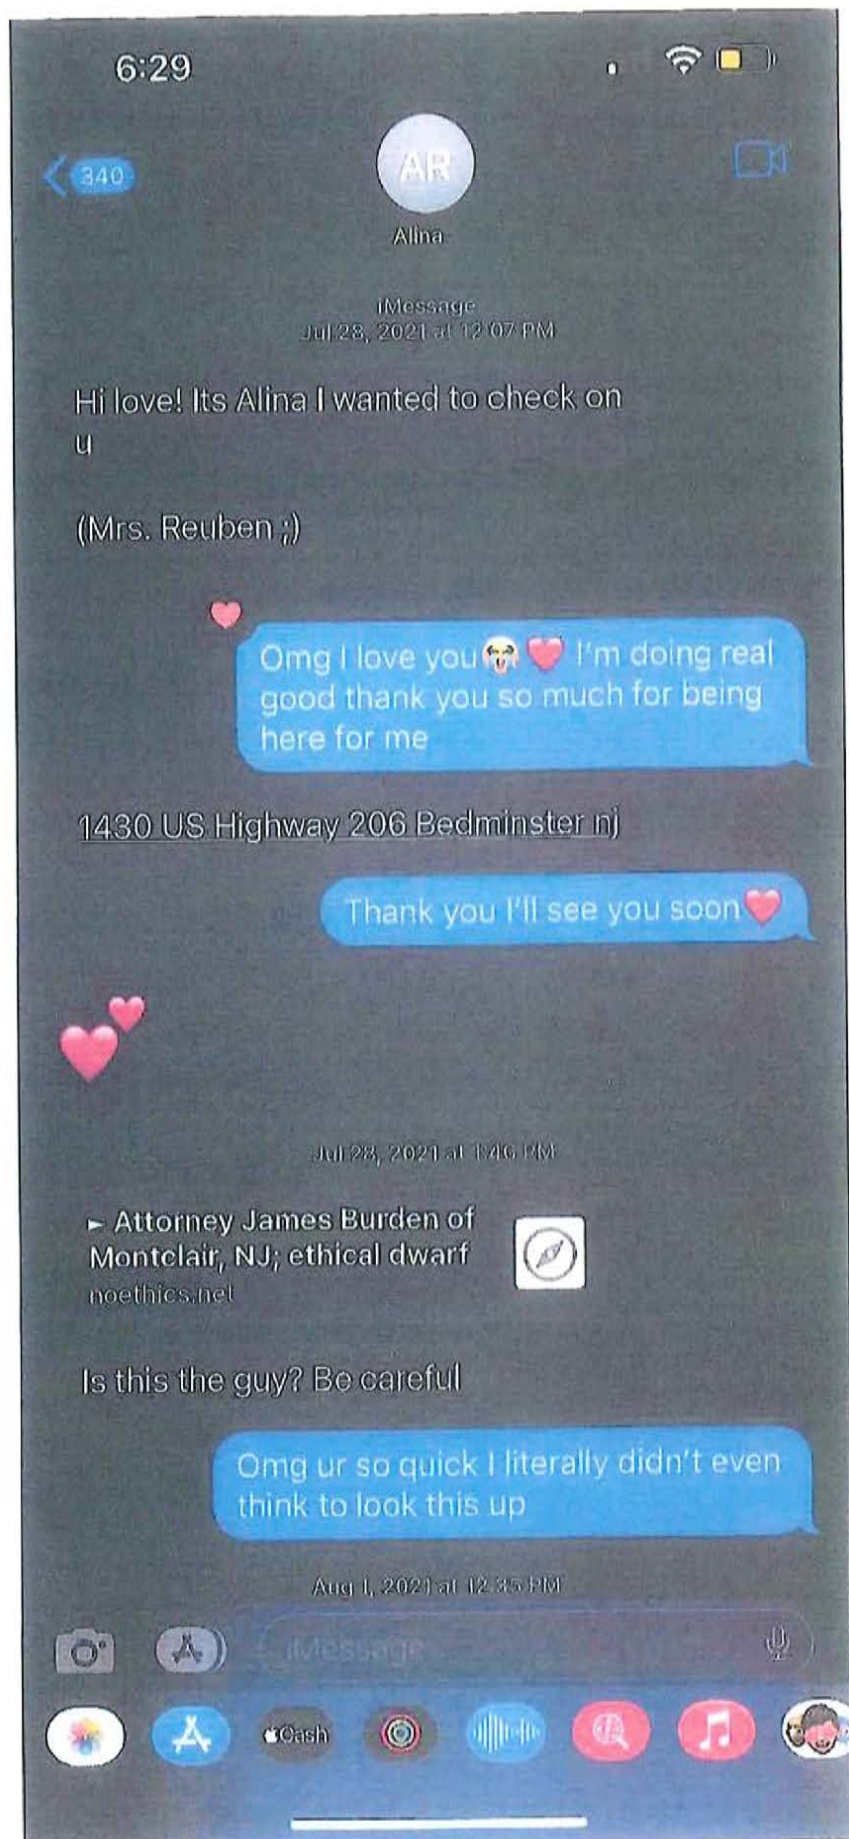 6:29
340
AR
Alina
iMessage
Jul 28, 2021 at 12:07 PM
Hi love! Its Alina I wanted to check on
u
(Mrs. Reuben ;)
Omg I love you😭❤️ I'm doing real
good thank you so much for being
here for me
1430 US Highway 206 Bedminster nj
Thank you I'll see you soon❤️
Jul 28, 2021 at 1:46 PM
► Attorney James Burden of
Montclair, NJ; ethical dwarf
noethics.net
Is this the guy? Be careful
Omg ur so quick I literally didn't even
think to look this up
Aug 1, 2021 at 12:35 PM
iMessage
Cash